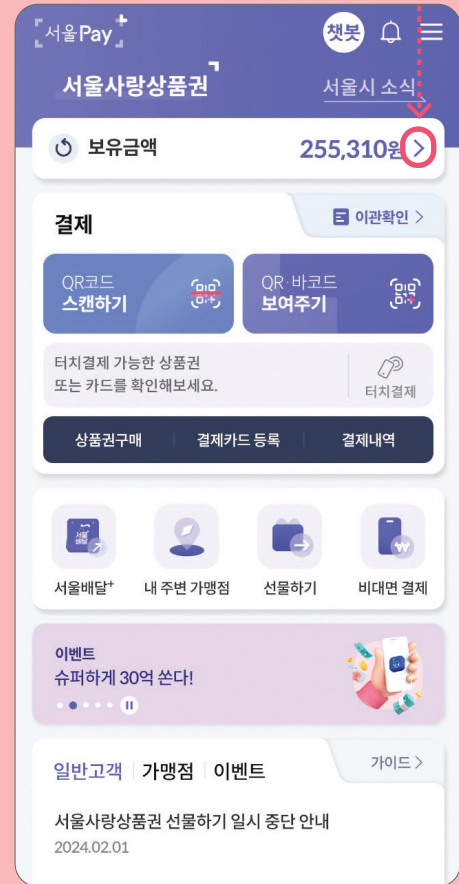 서울Pay+
챗봇
서울사랑상품권
서울시 소식
보유금액
255,310원
결제
이관확인
QR코드
스캔하기
QR·바코드
보여주기
터치결제 가능한 상품권
또는 카드를 확인해보세요.
터치결제
상품권구매
결제카드 등록
결제내역
서울배달+
내 주변 가맹점
선물하기
비대면 결제
이벤트
슈퍼하게 30억 쏜다!
일반고객
가맹점
이벤트
가이드
서울사랑상품권 선물하기 일시 중단 안내
2024.02.01